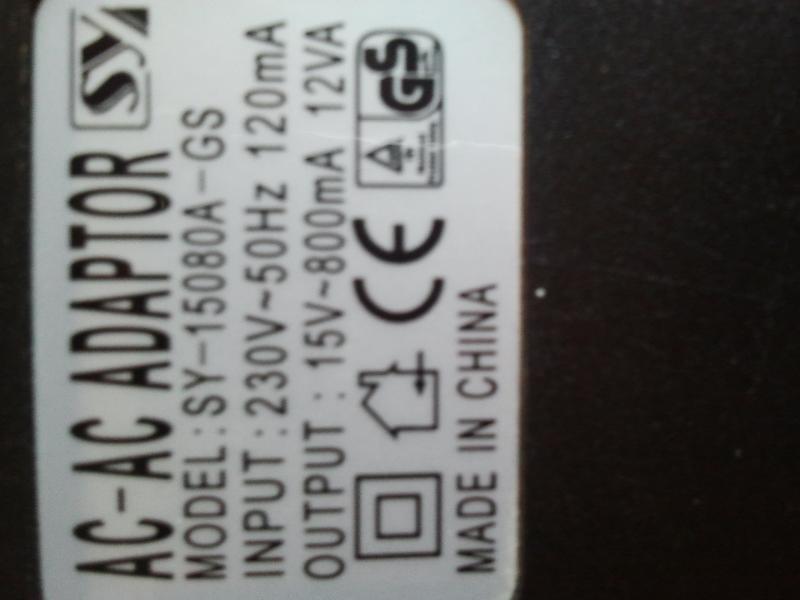 AC-AC ADAPTOR SY
MODEL:SY-15080A-GS
INPUT:230V~50Hz 120mA
OUTPUT:15V~800mA 12VA
CE GS
MADE IN CHINA